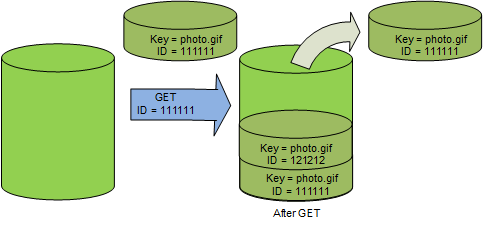 Key = photo.gif
ID = 111111
Key = photo.gif
ID = 111111
GET
ID = 111111
Key = photo.gif
ID = 121212
Key = photo.gif
ID = 111111
After GET